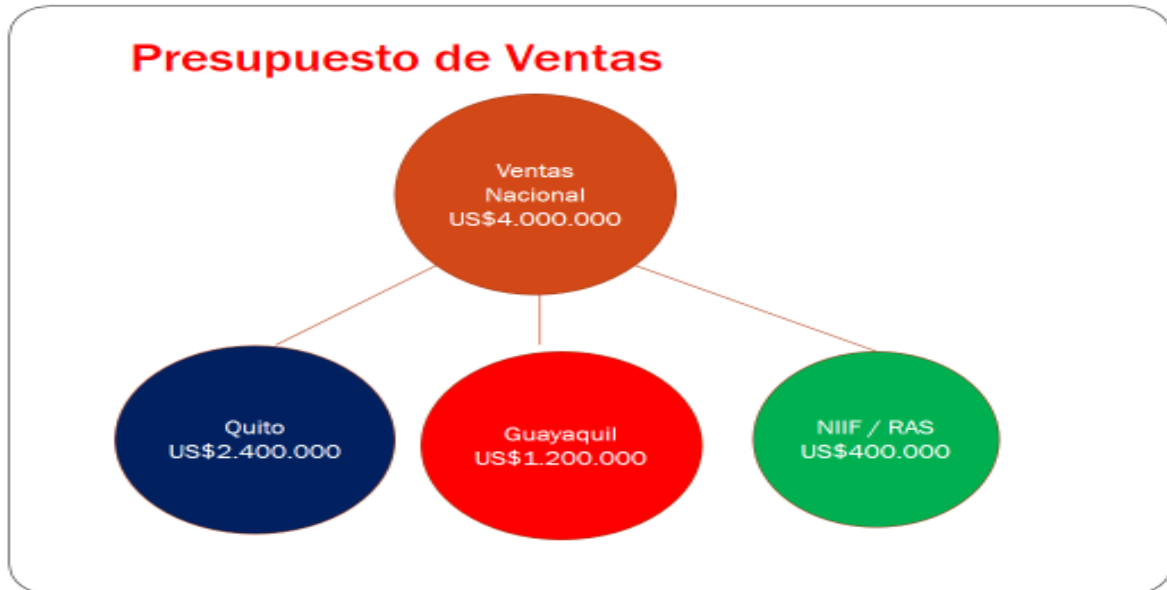 Presupuesto de Ventas
Ventas
Nacional
US$4.000.000
Quito
US$2.400.000
Guayaquil
US$1.200.000
NIIF / RAS
US$400.000